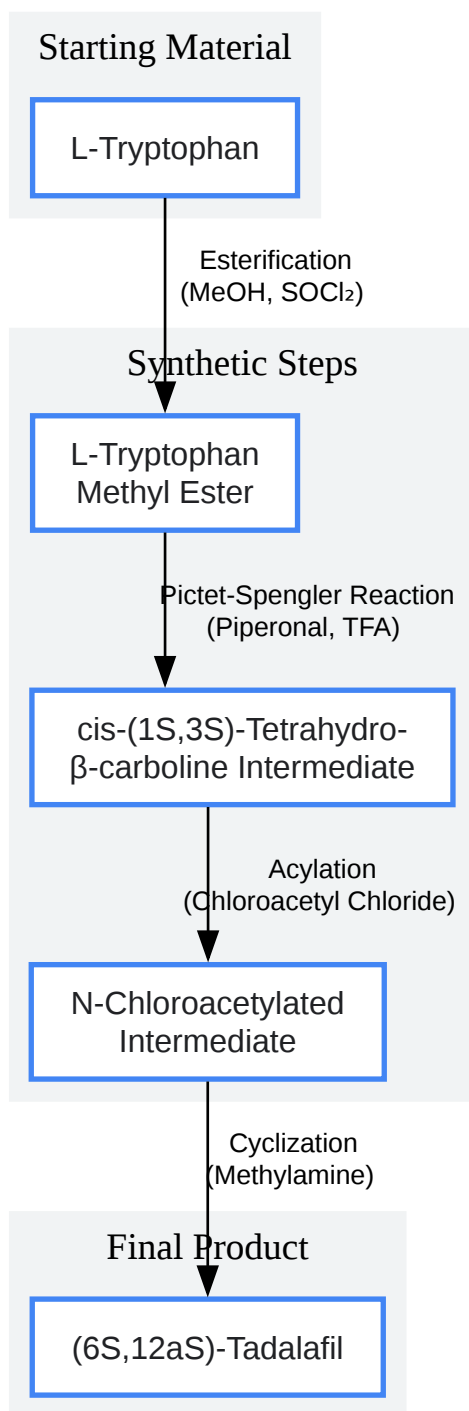 Starting Material
L-Tryptophan
Esterification
(MeOH, SOCl₂)
Synthetic Steps
L-Tryptophan
Methyl Ester
Pictet-Spengler Reaction
(Piperonal, TFA)
cis-(1S,3S)-Tetrahydro-
β-carboline Intermediate
Acylation
(Chloroacetyl Chloride)
N-Chloroacetylated
Intermediate
Cyclization
(Methylamine)
Final Product
(6S,12aS)-Tadalafil